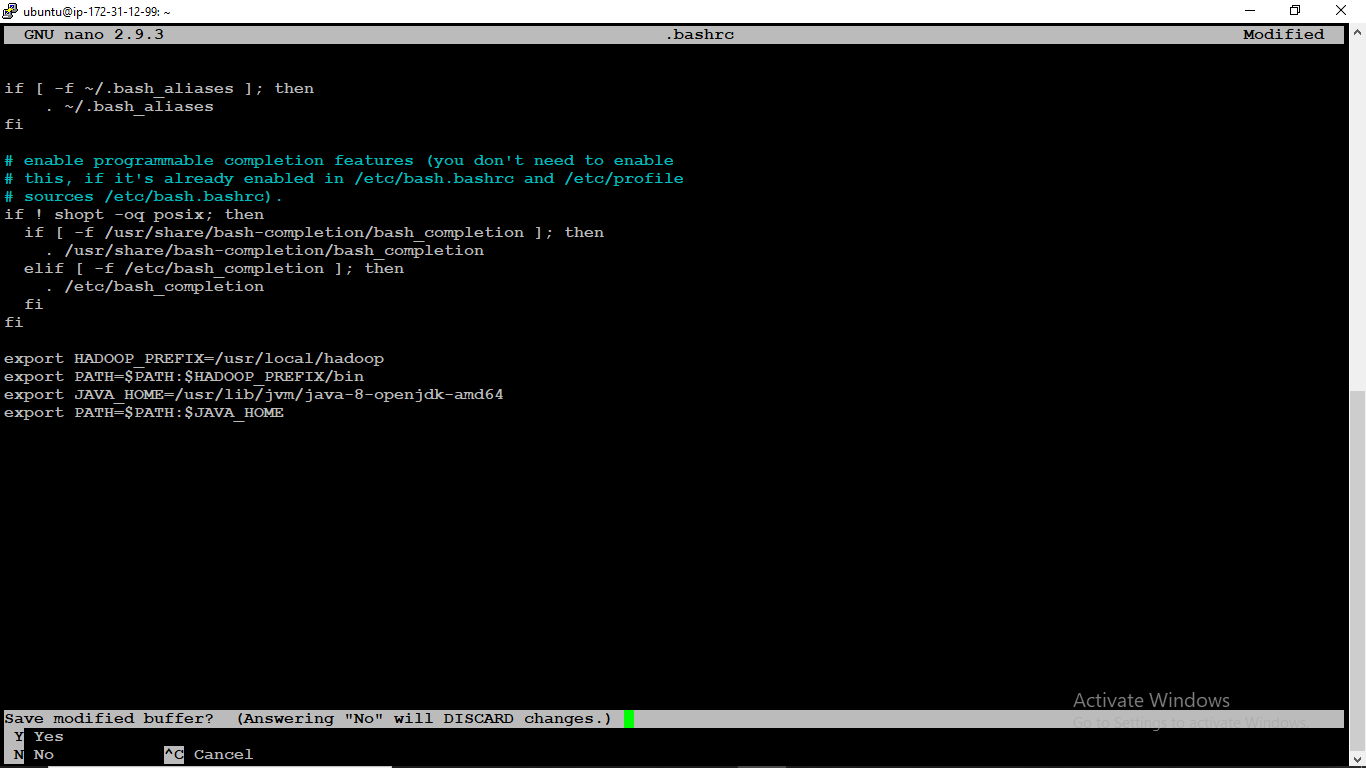 ubuntu@ip-172-31-12-99: ~
GNU nano 2.9.3 .bashrc Modified
if [ -f ~/.bash_aliases ]; then
    . ~/.bash_aliases
fi
# enable programmable completion features (you don't need to enable
# this, if it's already enabled in /etc/bash.bashrc and /etc/profile
# sources /etc/bash.bashrc).
if ! shopt -oq posix; then
  if [ -f /usr/share/bash-completion/bash_completion ]; then
    . /usr/share/bash-completion/bash_completion
  elif [ -f /etc/bash_completion ]; then
    . /etc/bash_completion
  fi
fi
export HADOOP_PREFIX=/usr/local/hadoop
export PATH=$PATH:$HADOOP_PREFIX/bin
export JAVA_HOME=/usr/lib/jvm/java-8-openjdk-amd64
export PATH=$PATH:$JAVA_HOME
Activate Windows
Save modified buffer?  (Answering "No" will DISCARD changes.)
Go to Settings to activate Windows.
Y Yes
N No ^C Cancel